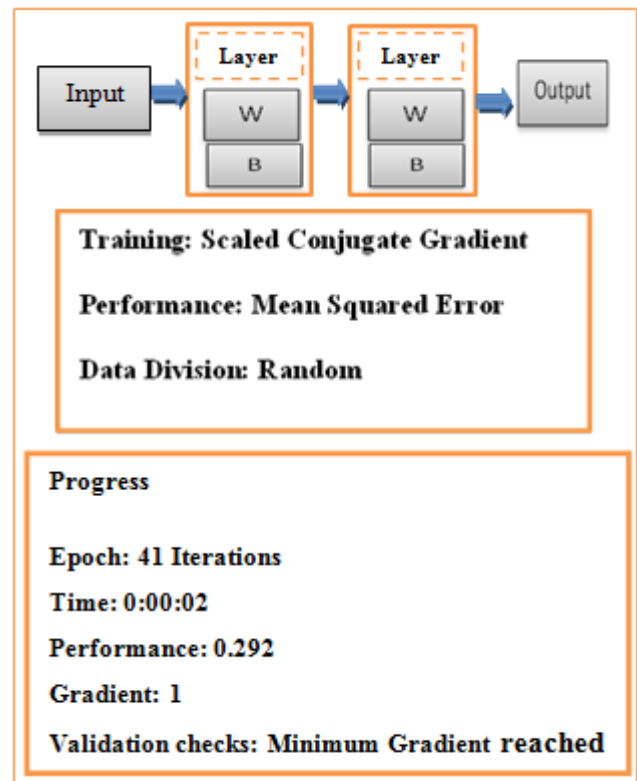 Input
Layer
W
B
Layer
W
B
Output
Training: Scaled Conjugate Gradient
Performance: Mean Squared Error
Data Division: Random
Progress
Epoch: 41 Iterations
Time: 0:00:02
Performance: 0.292
Gradient: 1
Validation checks: Minimum Gradient reached